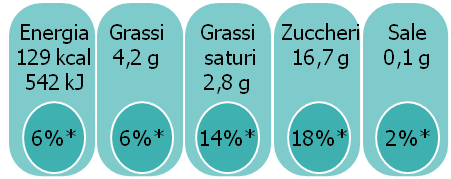 Energia
129 kcal
542 kJ
6%*
Grassi
4,2 g
6%*
Grassi
saturi
2,8 g
14%*
Zuccheri
16,7 g
18%*
Sale
0,1 g
2%*